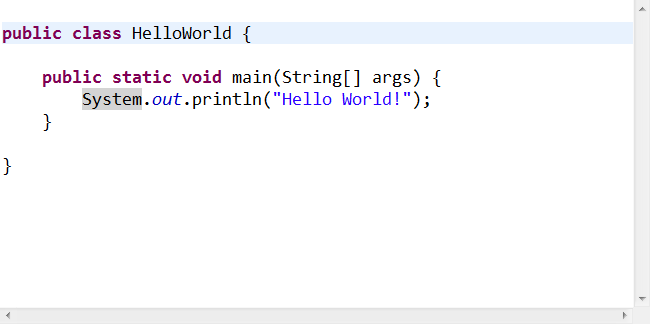 public class HelloWorld {
    public static void main(String[] args) {
        System.out.println("Hello World!");
    }
}